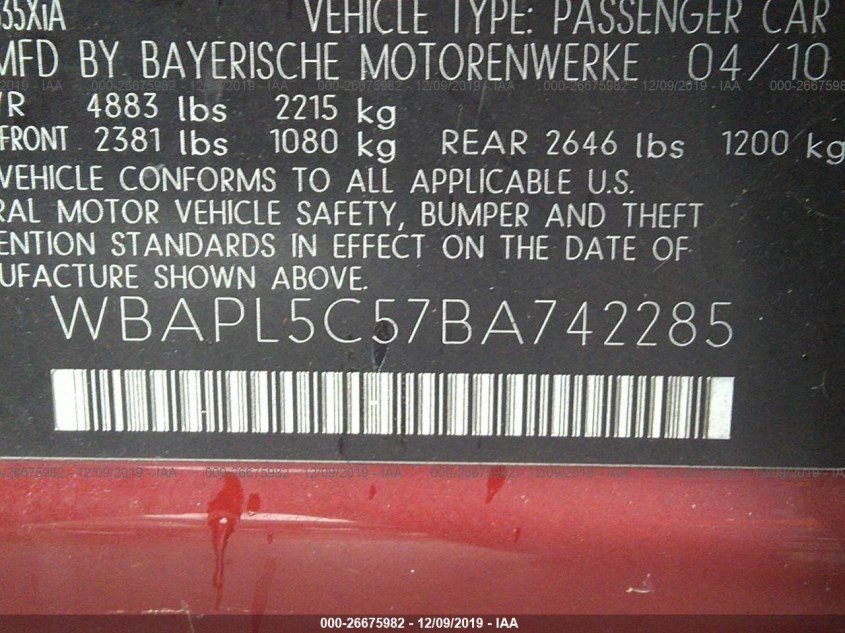 335XiA VEHICLE TYPE: PASSENGER CAR
MFD BY BAYERISCHE MOTORENWERKE 04/10
4883 lbs 2215 kg
FRONT 2381 lbs 1080 kg REAR 2646 lbs 1200 kg
VEHICLE CONFORMS TO ALL APPLICABLE U.S.
RAL MOTOR VEHICLE SAFETY, BUMPER AND THEFT
ENTION STANDARDS IN EFFECT ON THE DATE OF
UFACTURE SHOWN ABOVE.
WBAPL5C57BA742285
000-26675982 - 12/09/2019 - IAA